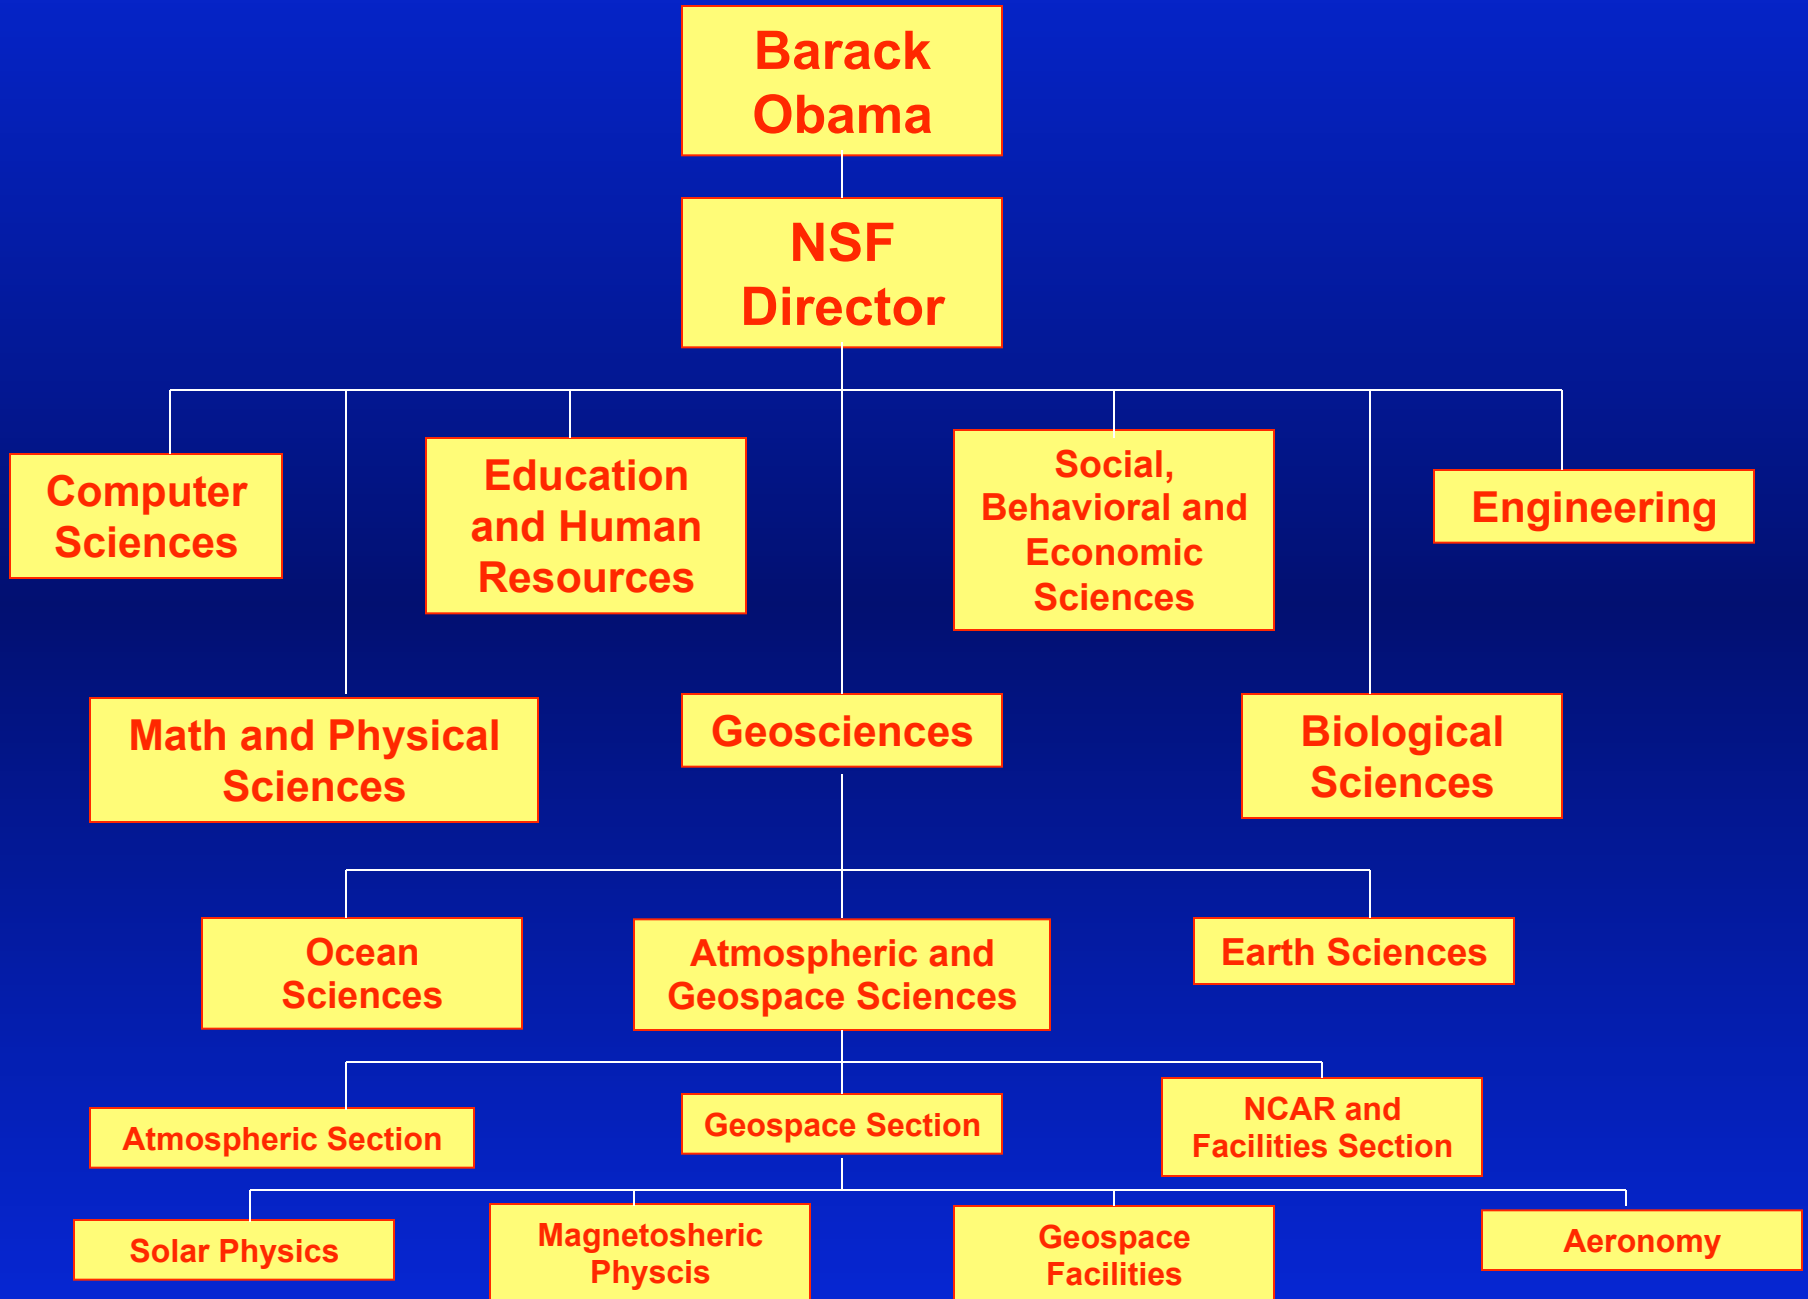 Barack
Obama
NSF
Director
Computer
Sciences
Education
and Human
Resources
Social,
Behavioral and
Economic
Sciences
Engineering
Math and Physical
Sciences
Geosciences
Biological
Sciences
Ocean
Sciences
Atmospheric and
Geospace Sciences
Earth Sciences
Atmospheric Section
Geospace Section
NCAR and
Facilities Section
Solar Physics
Magnetosheric
Physcis
Geospace
Facilities
Aeronomy